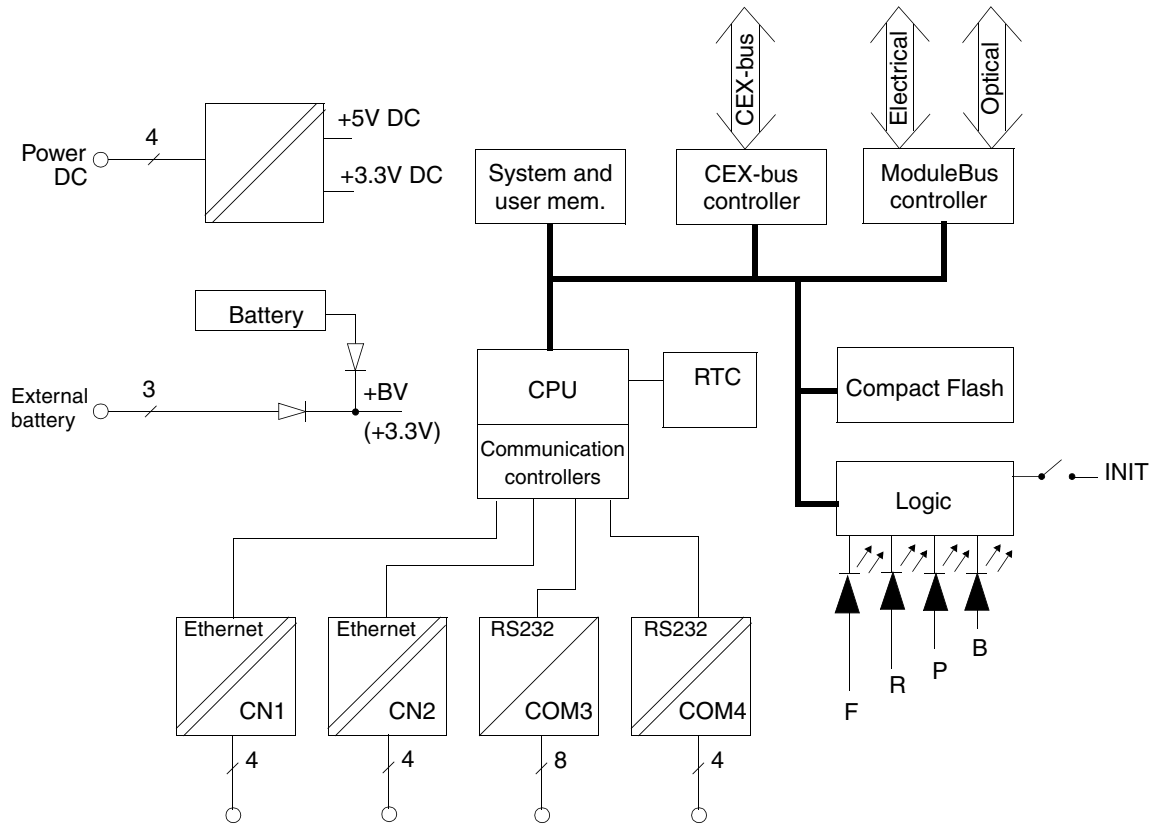 CEX-bus
Electrical
Optical
Power
DC
4
+5V DC
+3.3V DC
System and
user mem.
CEX-bus
controller
ModuleBus
controller
Battery
External
battery
3
+BV
(+3.3V)
CPU
RTC
Communication
controllers
Compact Flash
Logic
INIT
F
R
P
B
Ethernet
CN1
Ethernet
CN2
RS232
COM3
RS232
COM4
4
4
8
4